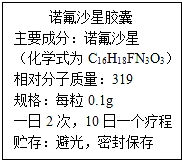 诺氟沙星胶囊
主要成分：诺氟沙星
（化学式为 C₁₆H₁₈FN₃O₃）
相对分子质量：319
规格：每粒 0.1g
一日 2 次，10 日一个疗程
贮存：避光，密封保存